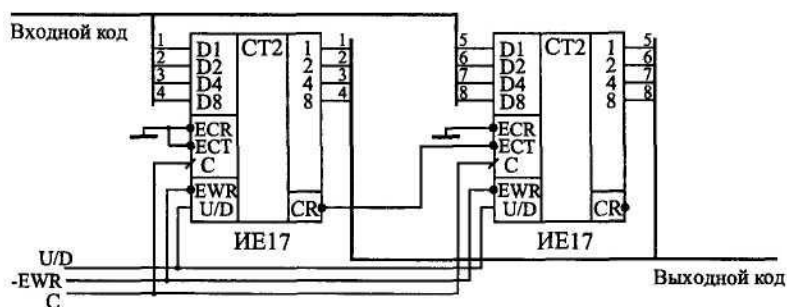 Входной код
1 D1 CT2 1 1
2 D2 2 2
3 D4 4 3
4 D8 8 4
ECR
ECT
C
EWR
U/D CR
ИЕ17
5 D1 CT2 1 5
6 D2 2 6
7 D4 4 7
8 D8 8 8
ECR
ECT
C
EWR
U/D CR
ИЕ17
U/D
-EWR
C
Выходной код